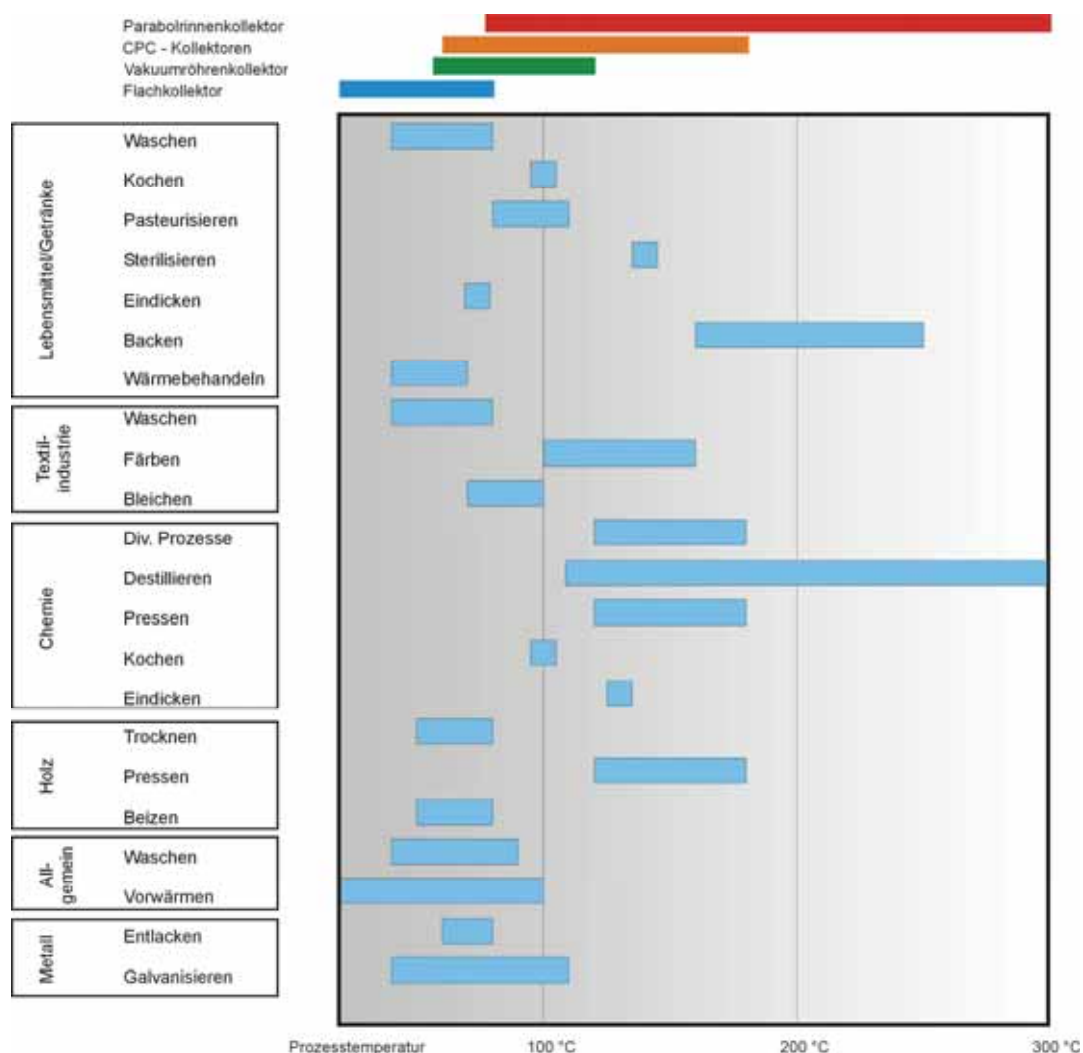 Parabolrinnenkollektor
CPC - Kollektoren
Vakuumröhrenkollektor
Flachkollektor
Lebensmittel/Getränke
Waschen
Kochen
Pasteurisieren
Sterilisieren
Eindicken
Backen
Wärmebehandeln
Textil-
industrie
Waschen
Färben
Bleichen
Chemie
Div. Prozesse
Destillieren
Pressen
Kochen
Eindicken
Holz
Trocknen
Pressen
Beizen
All-
gemein
Waschen
Vorwärmen
Metall
Entlacken
Galvanisieren
Prozesstemperatur 100 °C 200 °C 300 °C